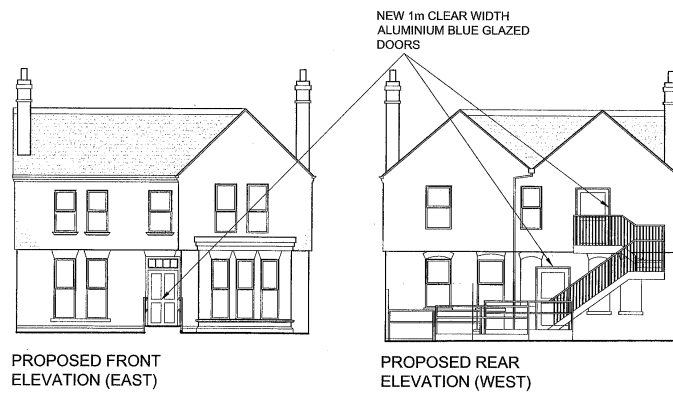 NEW 1m CLEAR WIDTH
ALUMINIUM BLUE GLAZED
DOORS
PROPOSED FRONT
ELEVATION (EAST)
PROPOSED REAR
ELEVATION (WEST)